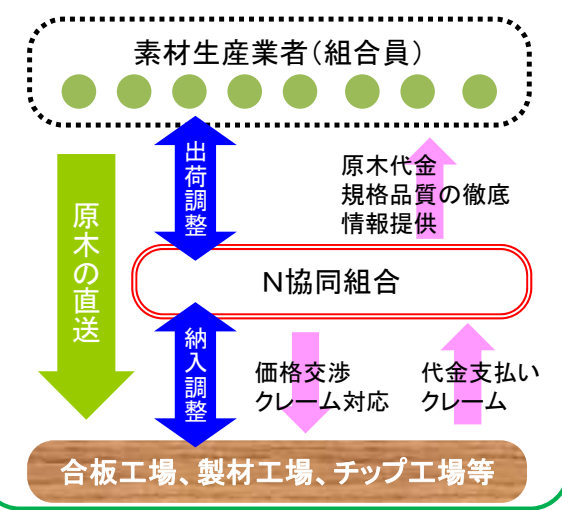 素材生産業者（組合員）
出荷調整
原木代金
規格品質の徹底
情報提供
原木の直送
N協同組合
納入調整
価格交渉
クレーム対応
代金支払い
クレーム
合板工場、製材工場、チップ工場等